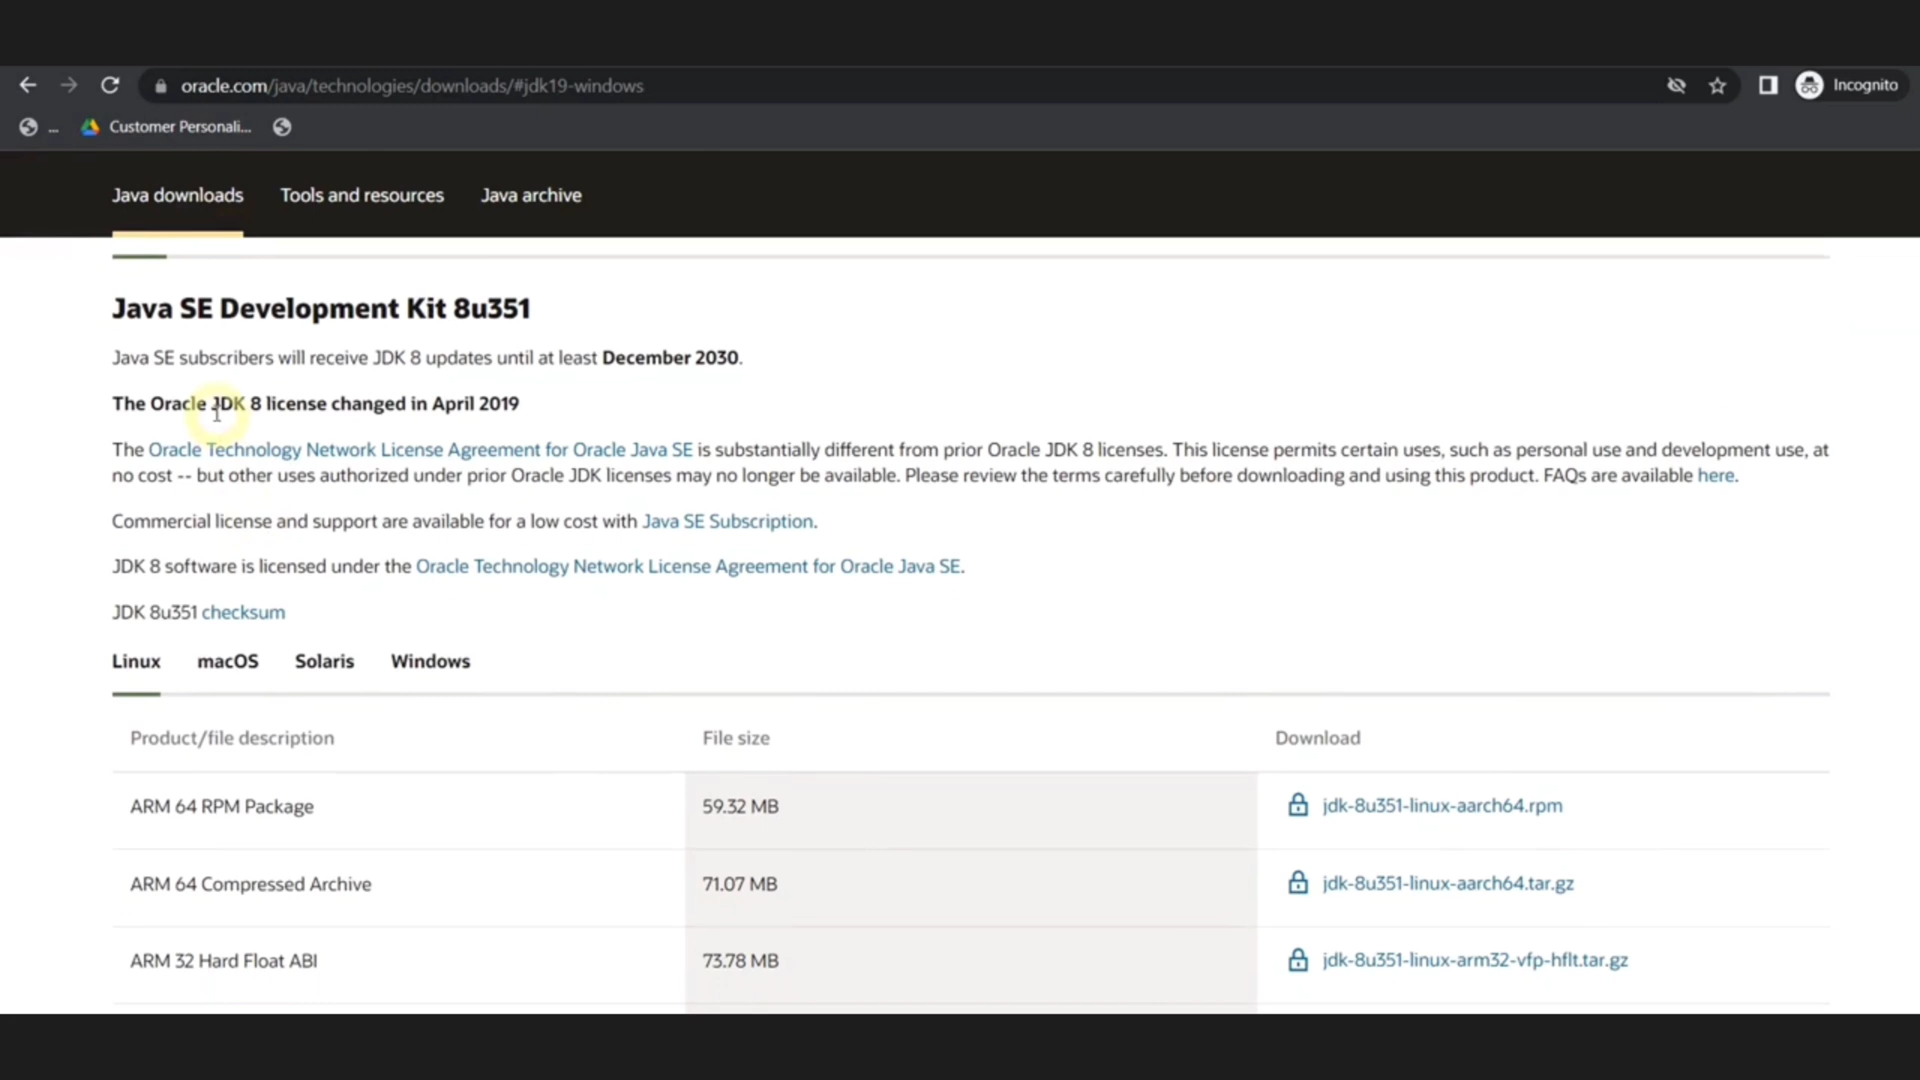 oracle.com/java/technologies/downloads/#jdk19-windows
Incognito
... Customer Personali...
Java downloads Tools and resources Java archive
Java SE Development Kit 8u351
Java SE subscribers will receive JDK 8 updates until at least December 2030.
The Oracle JDK 8 license changed in April 2019
The Oracle Technology Network License Agreement for Oracle Java SE is substantially different from prior Oracle JDK 8 licenses. This license permits certain uses, such as personal use and development use, at
no cost -- but other uses authorized under prior Oracle JDK licenses may no longer be available. Please review the terms carefully before downloading and using this product. FAQs are available here.
Commercial license and support are available for a low cost with Java SE Subscription.
JDK 8 software is licensed under the Oracle Technology Network License Agreement for Oracle Java SE.
JDK 8u351 checksum
Linux macOS Solaris Windows
Product/file description File size Download
ARM 64 RPM Package 59.32 MB jdk-8u351-linux-aarch64.rpm
ARM 64 Compressed Archive 71.07 MB jdk-8u351-linux-aarch64.tar.gz
ARM 32 Hard Float ABI 73.78 MB jdk-8u351-linux-arm32-vfp-hflt.tar.gz